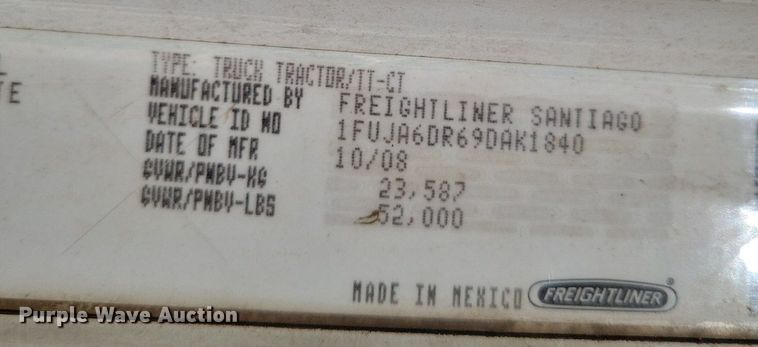 TE
TYPE: TRUCK TRACTOR/TT-CT
MANUFACTURED BY FREIGHTLINER SANTIAGO
VEHICLE ID NO 1FUJA6DR69DAK1840
DATE OF MFR 10/08
GVWR/PNBV-KG 23,587
GVWR/PNBV-LBS 52,000
MADE IN MEXICO FREIGHTLINER®
Purple Wave Auction